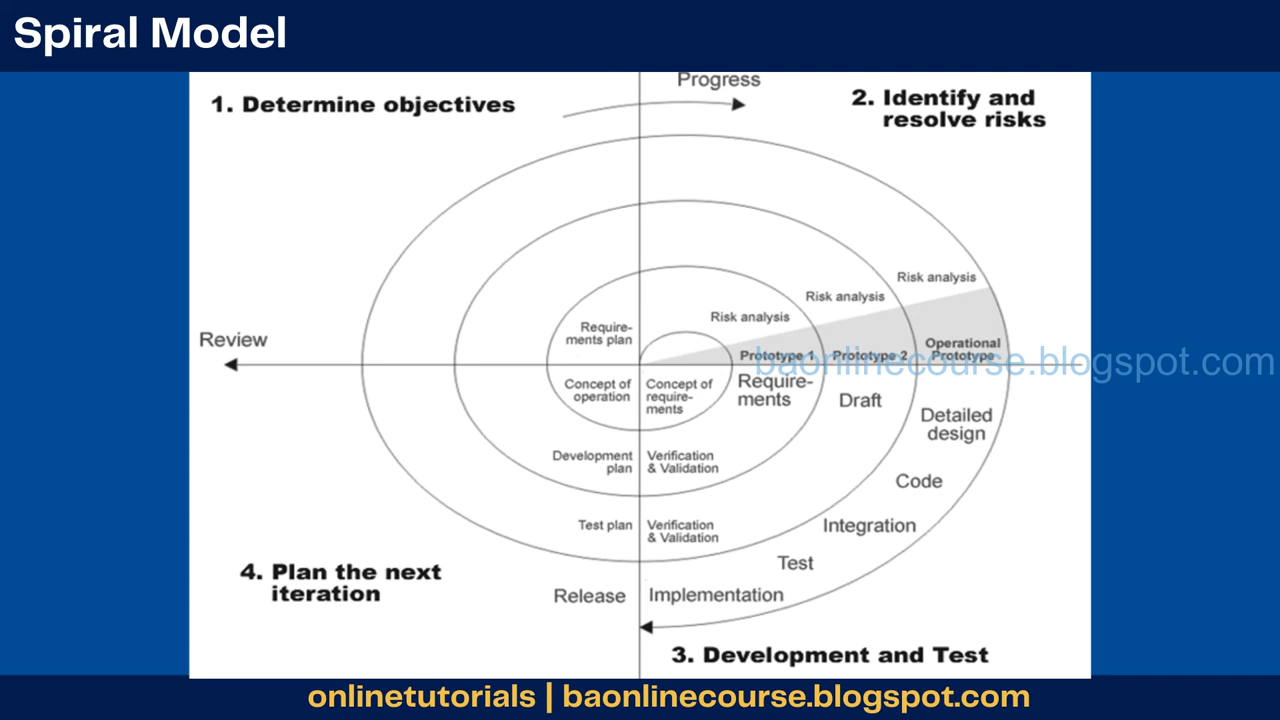 Spiral Model
Progress
1. Determine objectives
2. Identify and
resolve risks
Risk analysis
Risk analysis
Risk analysis
Require-
ments plan
Review
Operational
Prototype
Prototype 1
Prototype 2
baonlinecourse.blogspot.com
Concept of
operation
Concept of
require-
ments
Require-
ments
Draft
Detailed
design
Development
plan
Verification
& Validation
Code
Test plan
Verification
& Validation
Integration
Test
4. Plan the next
iteration
Release
Implementation
3. Development and Test
onlinetutorials | baonlinecourse.blogspot.com